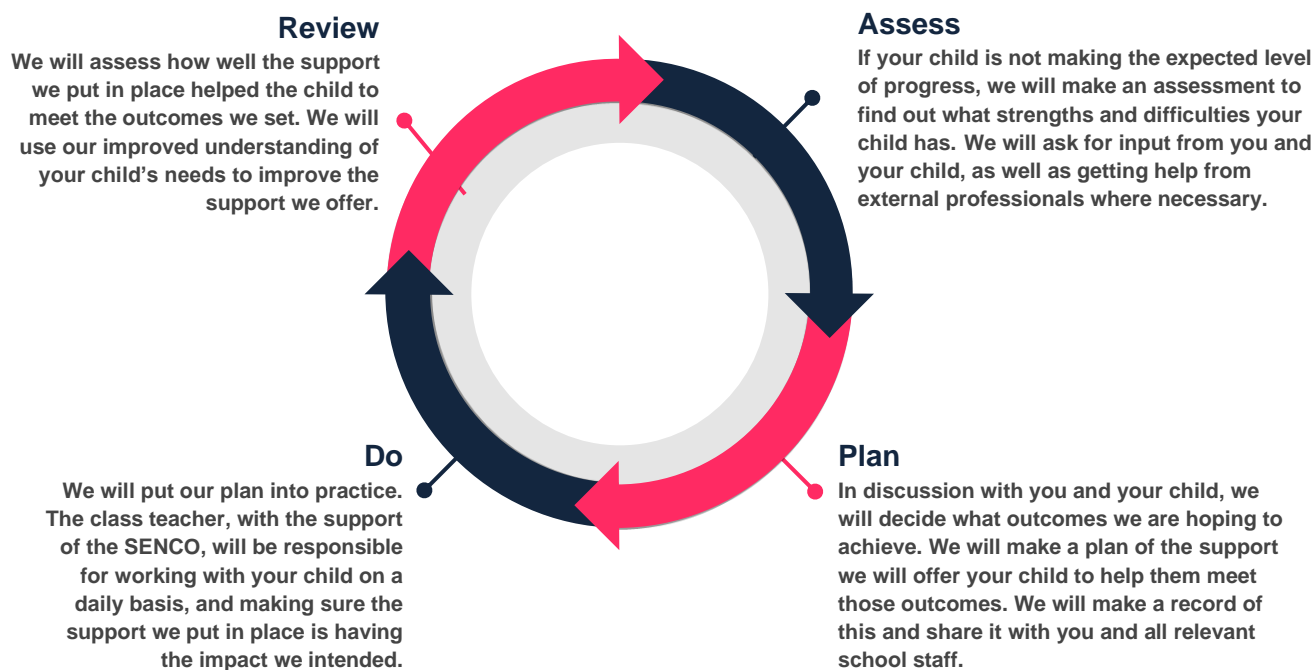 Review
We will assess how well the support
we put in place helped the child to
meet the outcomes we set. We will
use our improved understanding of
your child’s needs to improve the
support we offer.
Assess
If your child is not making the expected level
of progress, we will make an assessment to
find out what strengths and difficulties your
child has. We will ask for input from you and
your child, as well as getting help from
external professionals where necessary.
Do
We will put our plan into practice.
The class teacher, with the support
of the SENCO, will be responsible
for working with your child on a
daily basis, and making sure the
support we put in place is having
the impact we intended.
Plan
In discussion with you and your child, we
will decide what outcomes we are hoping to
achieve. We will make a plan of the support
we will offer your child to help them meet
those outcomes. We will make a record of
this and share it with you and all relevant
school staff.